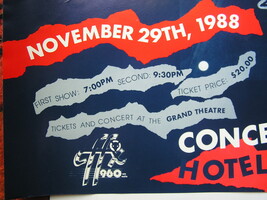 NOVEMBER 29TH, 1988
FIRST SHOW: 7:00PM SECOND: 9:30PM
TICKET PRICE: $20.00
TICKETS AND CONCERT AT THE GRAND THEATRE
960
CONCE
HOTEL